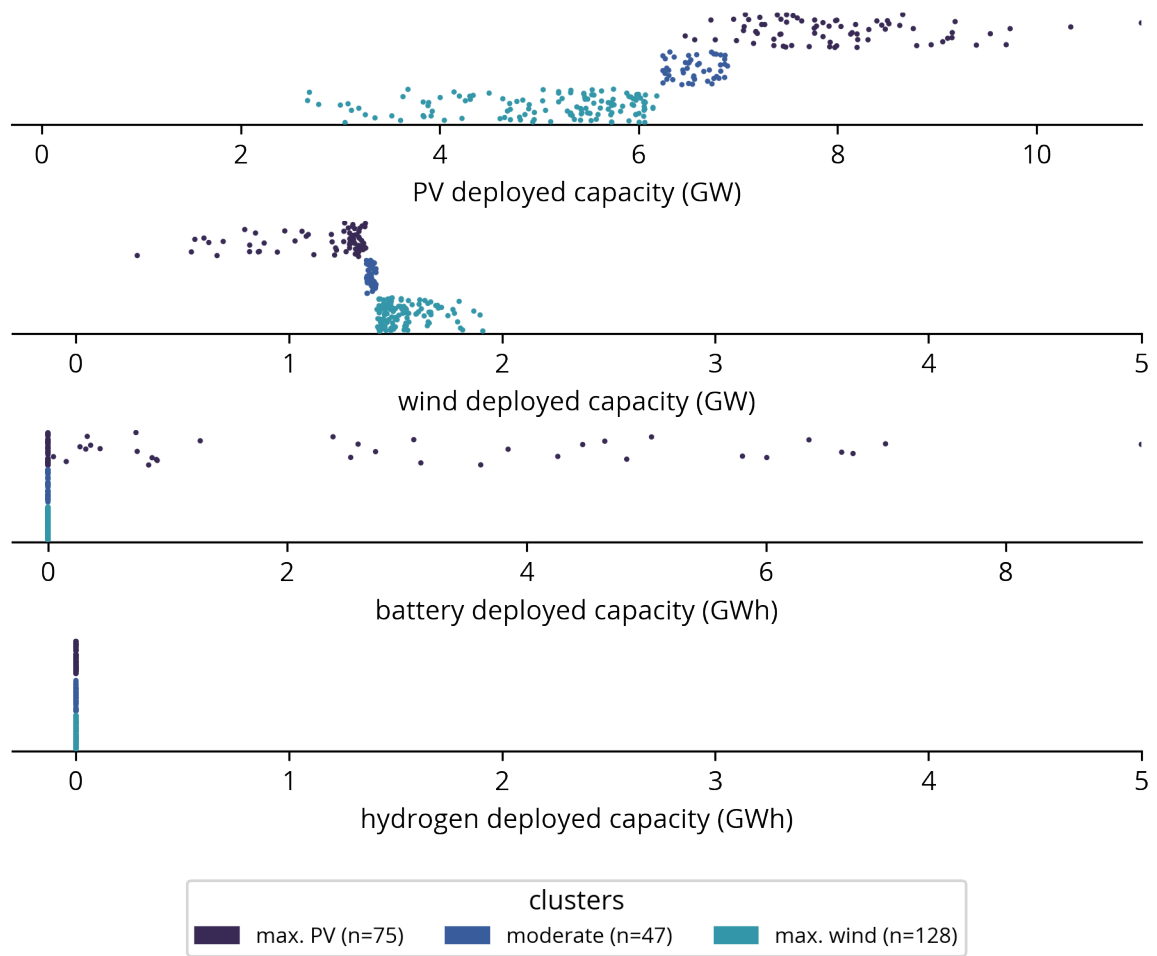 0 2 4 6 8 10
PV deployed capacity (GW)
0 1 2 3 4 5
wind deployed capacity (GW)
0 2 4 6 8
battery deployed capacity (GWh)
0 1 2 3 4 5
hydrogen deployed capacity (GWh)
clusters
max. PV (n=75) moderate (n=47) max. wind (n=128)